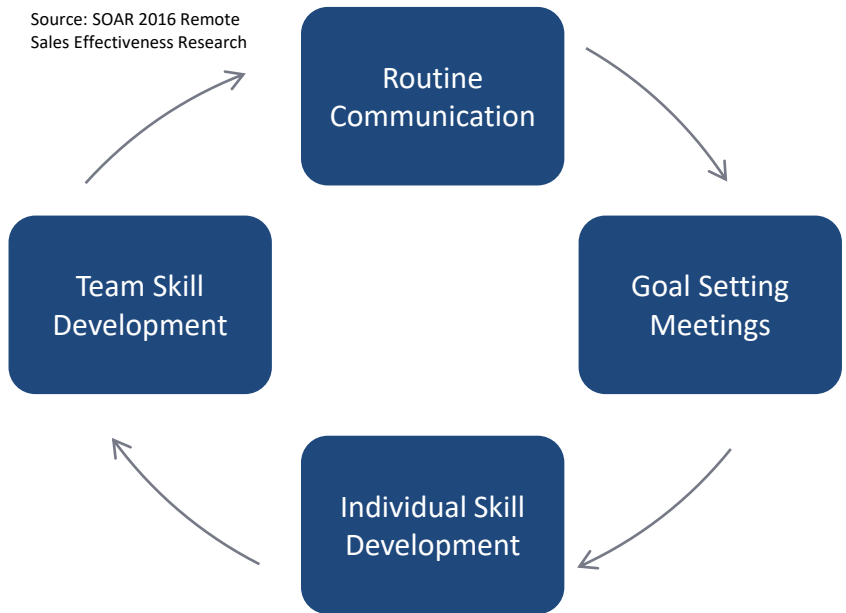 Source: SOAR 2016 Remote
Sales Effectiveness Research
Routine
Communication
Goal Setting
Meetings
Individual Skill
Development
Team Skill
Development